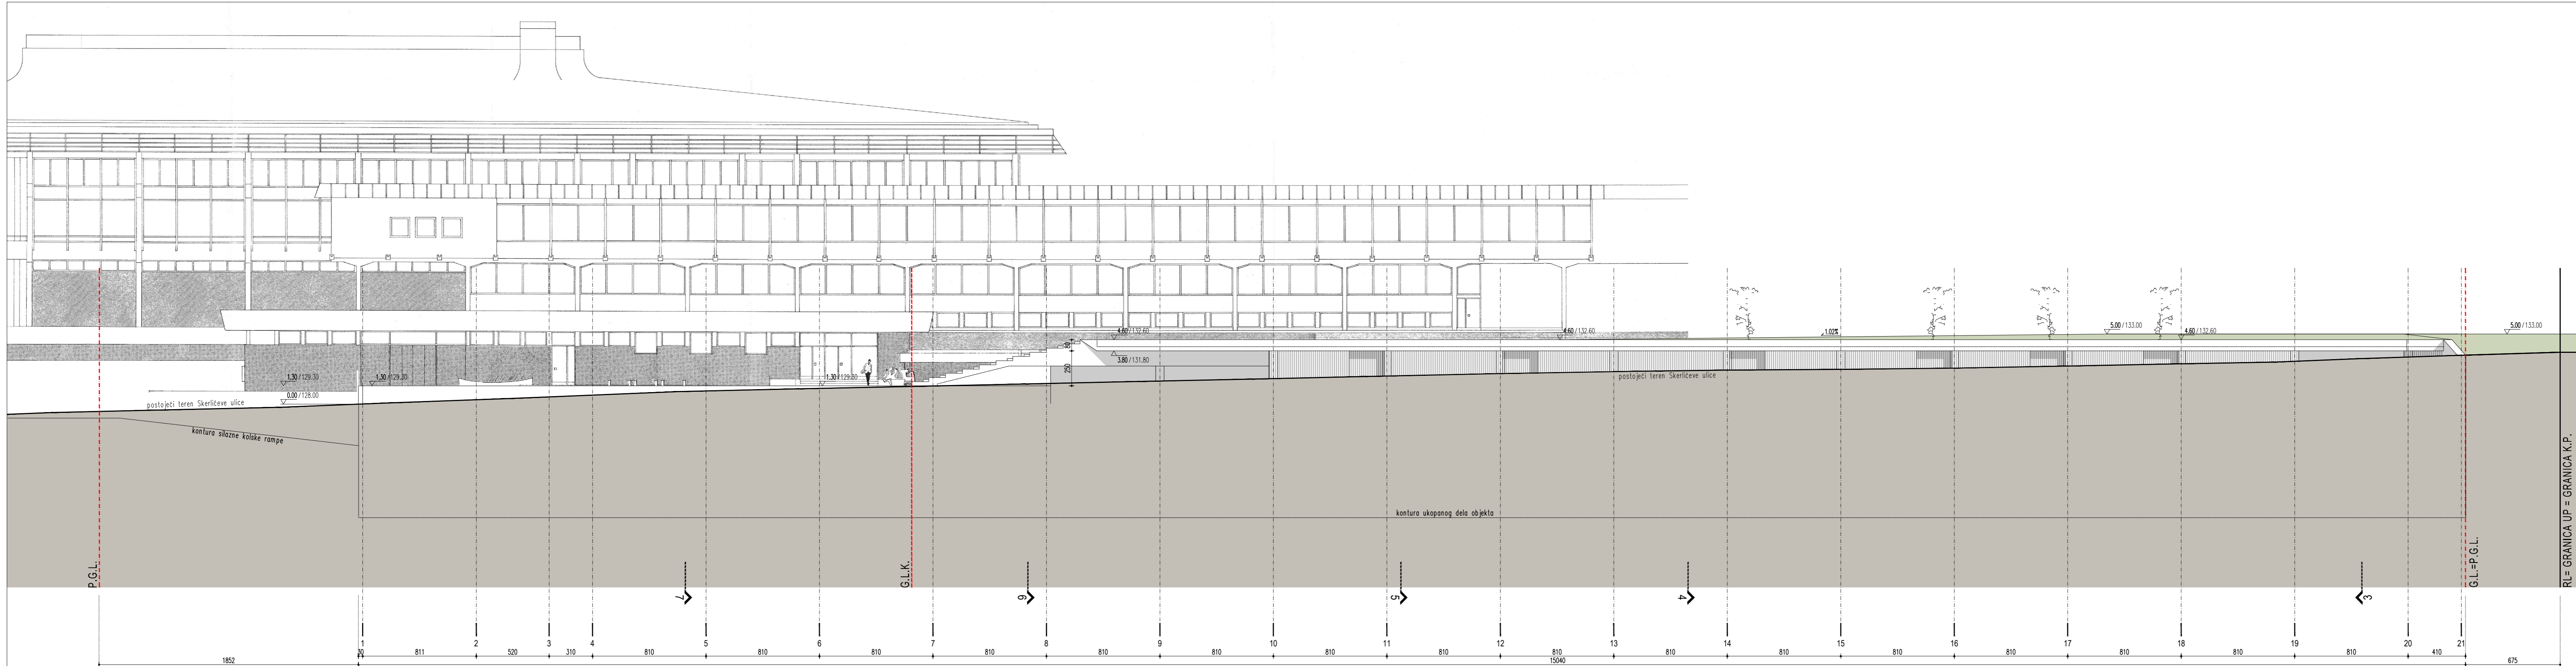 4.60 / 132.60
4.60 / 132.60
1.02%
5.00 / 133.00
4.60 / 132.60
5.00 / 133.00
80
3.80 / 131.80
250
1.30 / 129.30
1.30 / 129.30
1.30 / 129.30
0.00 / 128.00
postojeći teren Skerlićeve ulice
postojeći teren Skerlićeve ulice
kontura silazne kolske rampe
kontura ukopanog dela objekta
P.G.L.
G.L.K.
G.L.=P.G.L.
RL= GRANICA UP = GRANICA K.P.
7 6 5 4 3
1 2 3 4 5 6 7 8 9 10 11 12 13 14 15 16 17 18 19 20 21
30 811 520 310 810 810 810 810 810 810 810 810 810 810 810 810 810 810 810 810 410
1852 15040 675